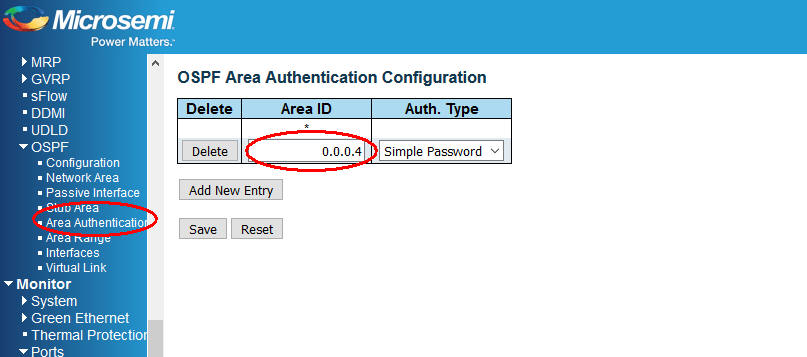 Microsemi.
Power Matters.™
MRP
GVRP
sFlow
DDMI
UDLD
OSPF
Configuration
Network Area
Passive Interface
Stub Area
Area Authentication
Area Range
Interfaces
Virtual Link
Monitor
System
Green Ethernet
Thermal Protection
Ports
OSPF Area Authentication Configuration
Delete Area ID Auth. Type
*
Delete 0.0.0.4 Simple Password
Add New Entry
Save Reset